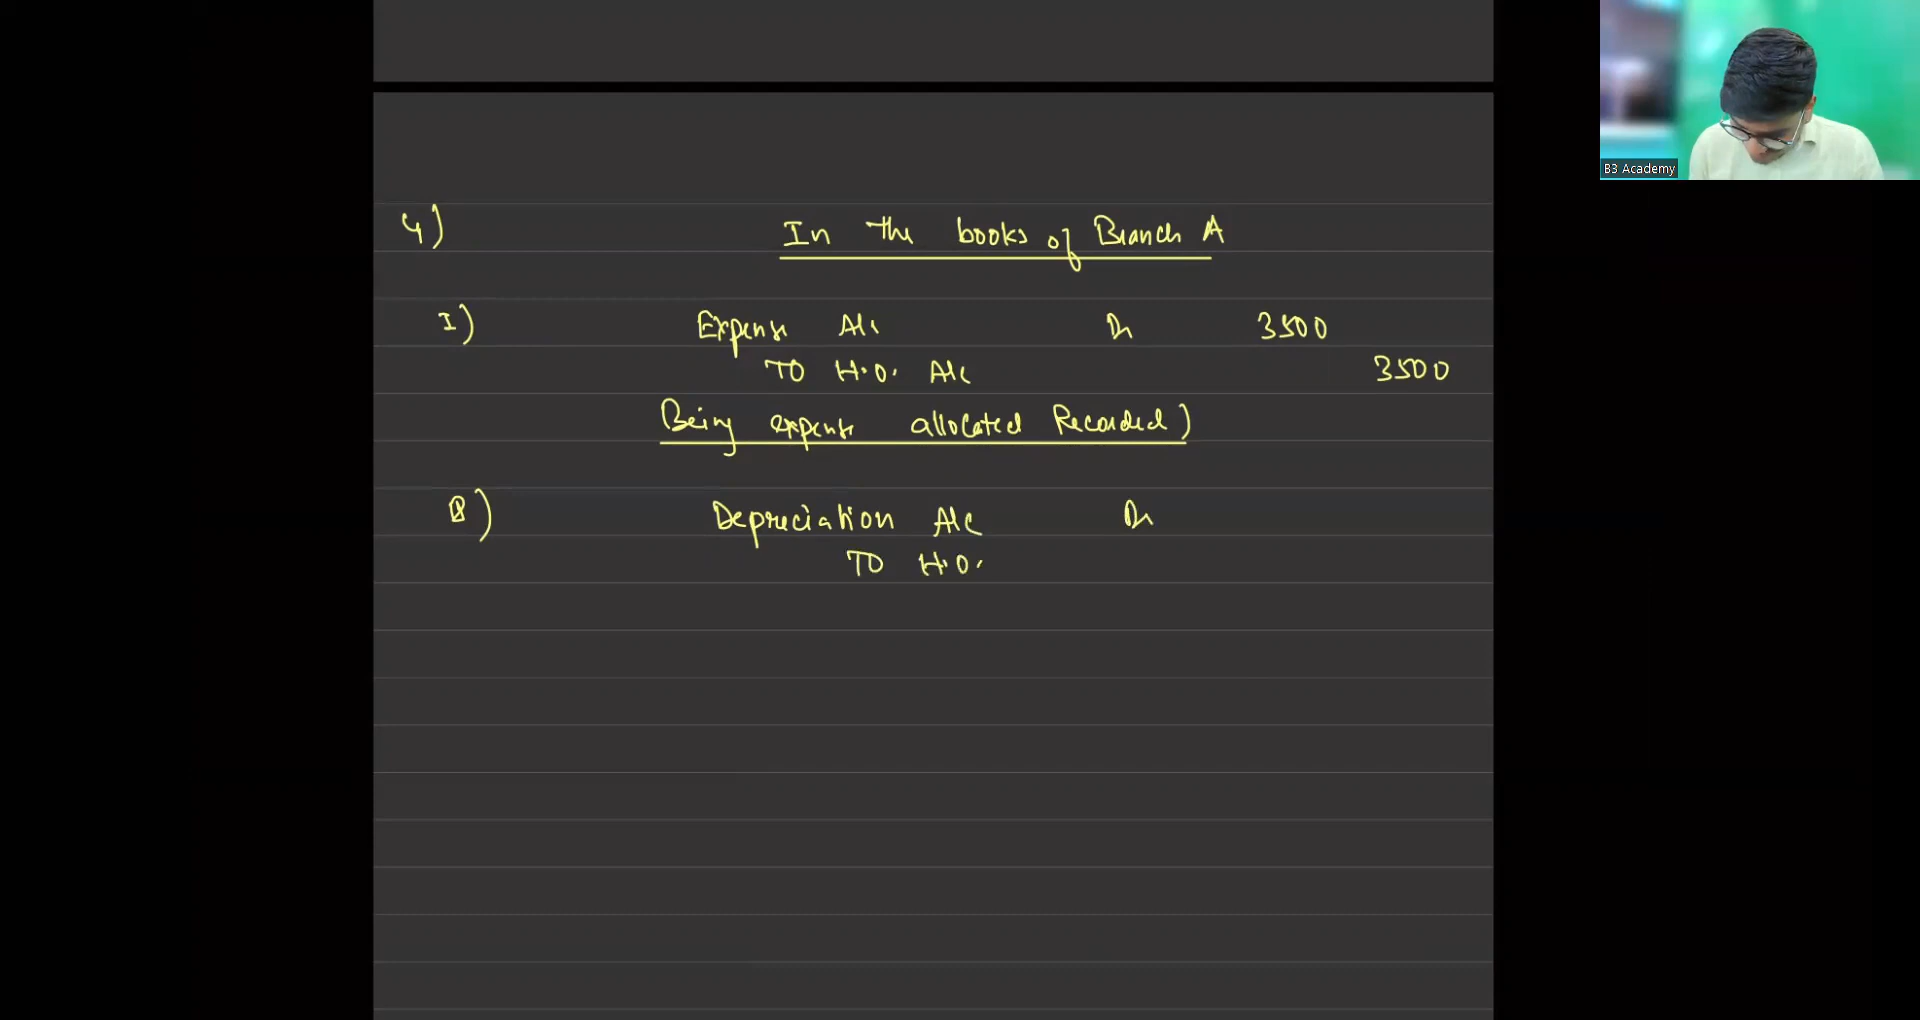 4) In the books of Branch A
I) Expense A/c Dr 3500
TO H.O. A/c 3500
Being expense allocated Recorded)
Depreciation A/c Dr
TO H.O.
B3 Academy